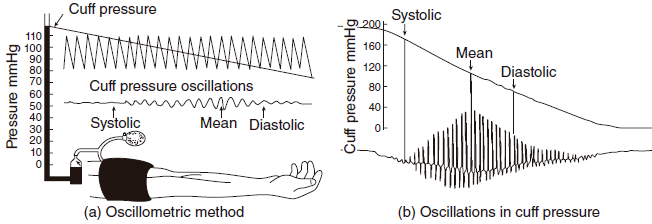 Cuff pressure
Pressure mmHg
110
100
90
80
70
60
50
40
30
20
10
0
Cuff pressure oscillations
Systolic
Mean
Diastolic
(a) Oscillometric method
Cuff pressure mmHg
200
160
120
80
40
0
Systolic
Mean
Diastolic
(b) Oscillations in cuff pressure